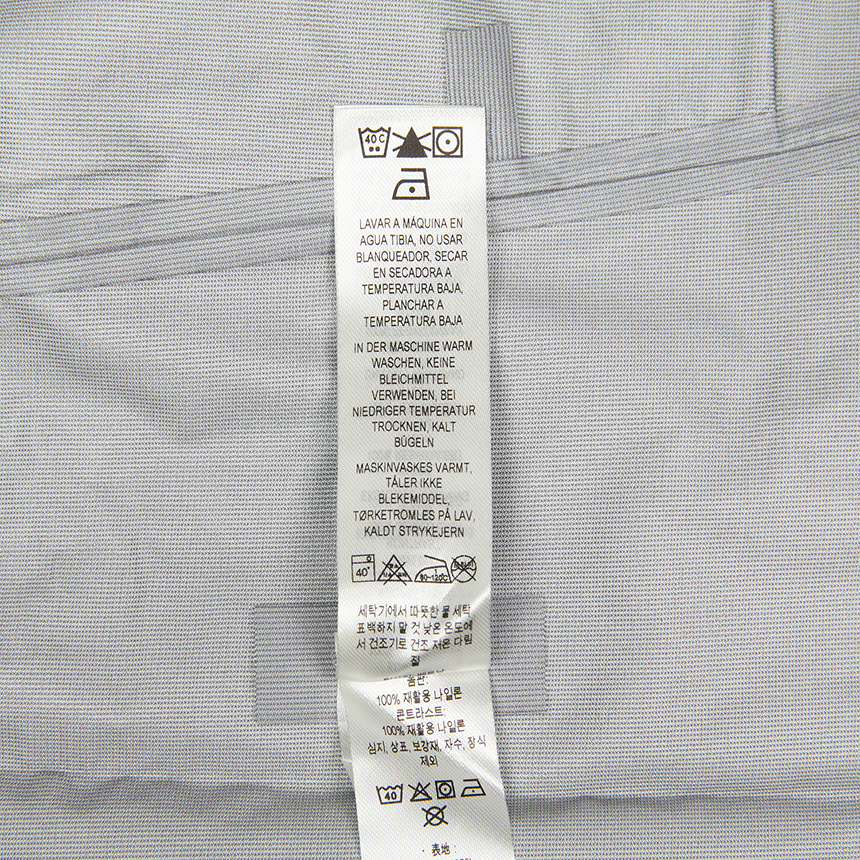 40 C
LAVAR A MÁQUINA EN
AGUA TIBIA, NO USAR
BLANQUEADOR, SECAR
EN SECADORA A
TEMPERATURA BAJA,
PLANCHAR A
TEMPERATURA BAJA
IN DER MASCHINE WARM
WASCHEN, KEINE
BLEICHMITTEL
VERWENDEN, BEI
NIEDRIGER TEMPERATUR
TROCKNEN, KALT
BÜGELN
MASKINVASKES VARMT,
TÅLER IKKE
BLEKEMIDDEL,
TØRKETROMLES PÅ LAV,
KALDT STRYKEJERN
40° 80~120°C
세탁기에서 따뜻한 물 세탁
표백하지 말 것 낮은 온도에
서 건조기로 건조 저온 다림
질
100% 재활용 나일론
콘트라스트:
100% 재활용 나일론
심지, 상표, 보강재, 자수, 장식
제외
40
· 表地 :